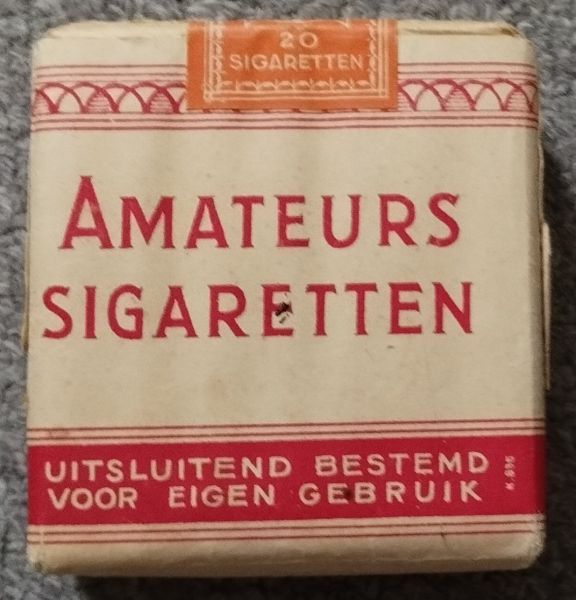 20
SIGARETTEN
AMATEURS
SIGARETTEN
UITSLUITEND BESTEMD
VOOR EIGEN GEBRUIK